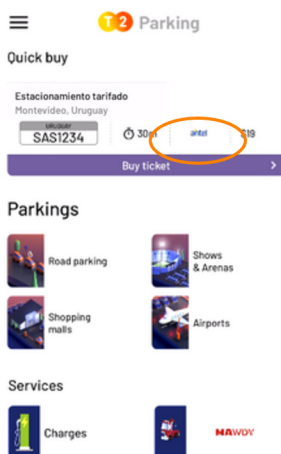 T2 Parking
Quick buy
Estacionamiento tarifado
Montevideo, Uruguay
URUGUAY
SAS1234
30m
antel
$19
Buy ticket
Parkings
Road parking
Shows
& Arenas
Shopping
malls
Airports
Services
Charges
MAWDY